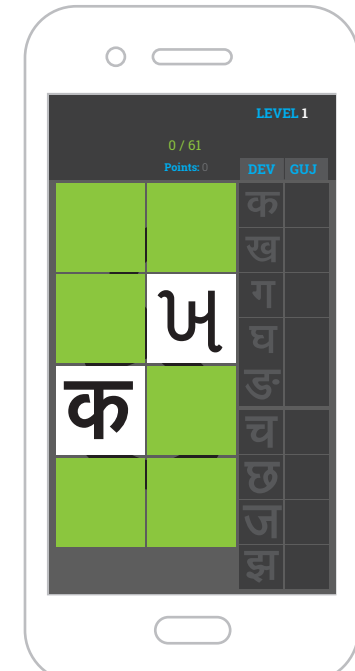 LEVEL 1
0 / 61
Points: 0
DEV GUJ
क
ख
ग
ઘ
ङ
च
छ
ज
झ
ખ
क